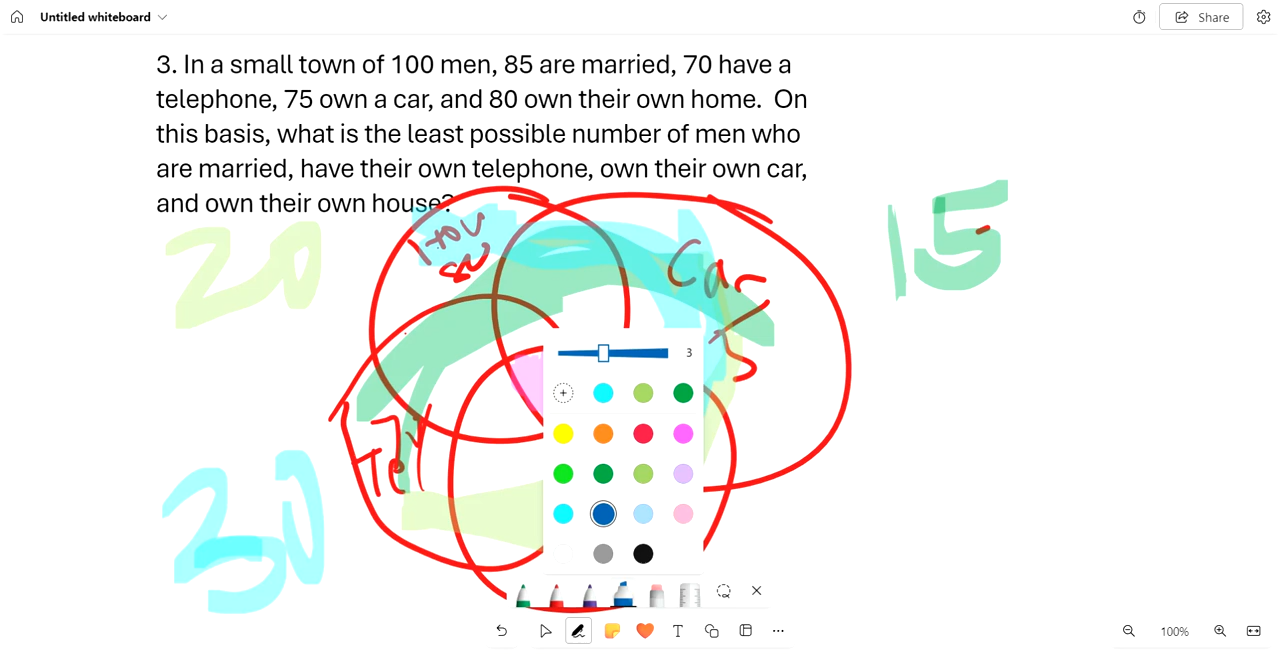 Untitled whiteboard
Share
3. In a small town of 100 men, 85 are married, 70 have a
telephone, 75 own a car, and 80 own their own home. On
this basis, what is the least possible number of men who
are married, have their own telephone, own their own car,
and own their own house?
20
15
Car
75
3
Tel
30
100%